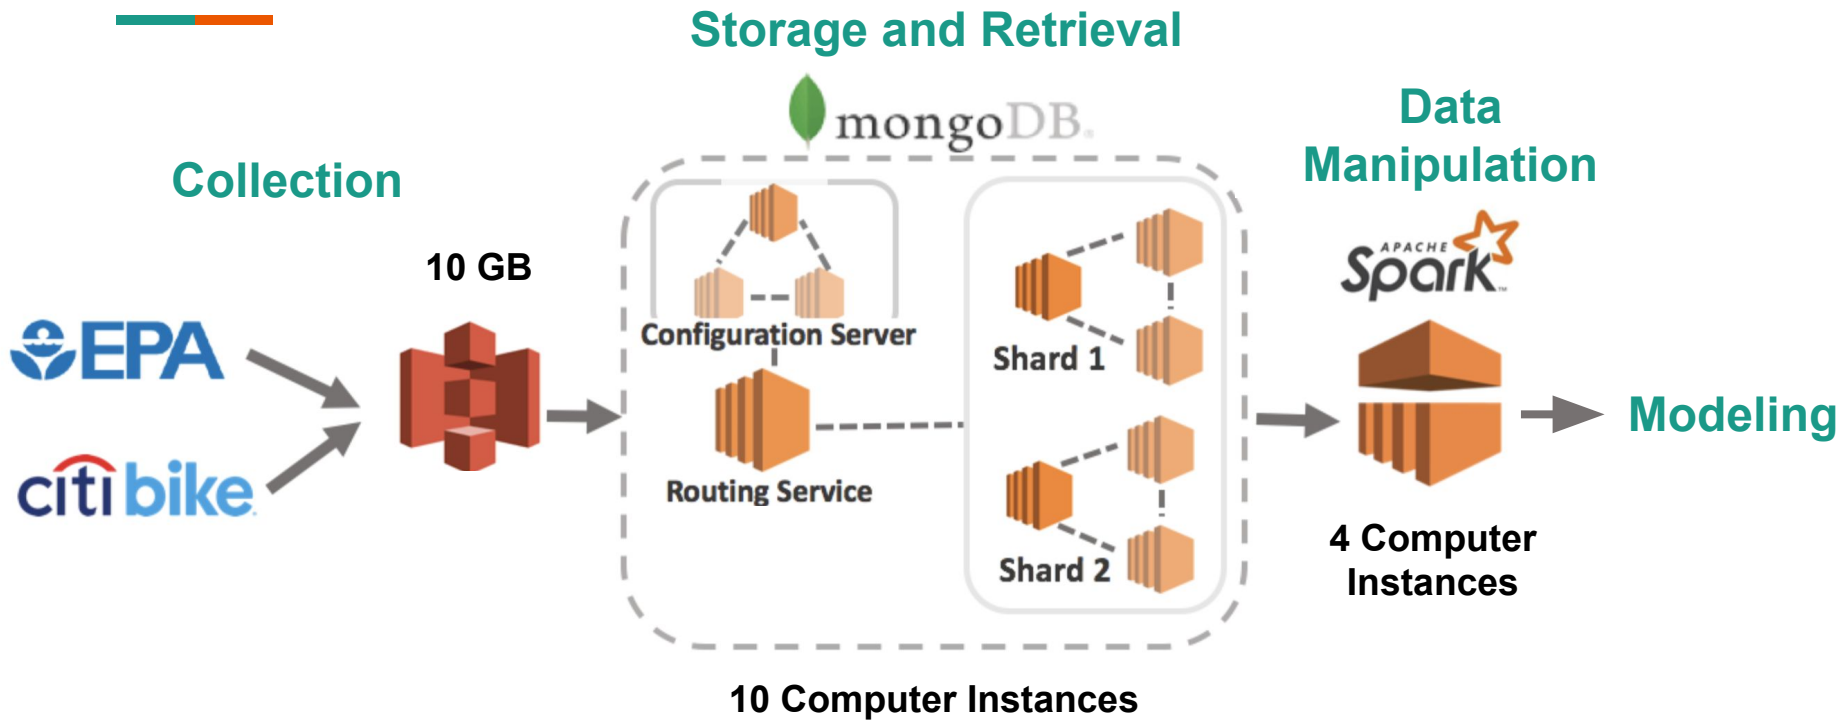 Storage and Retrieval
mongoDB.
Data
Manipulation
Collection
10 GB
APACHE
Spark™
EPA
citi bike
Configuration Server
Routing Service
Shard 1
Shard 2
Modeling
4 Computer
Instances
10 Computer Instances